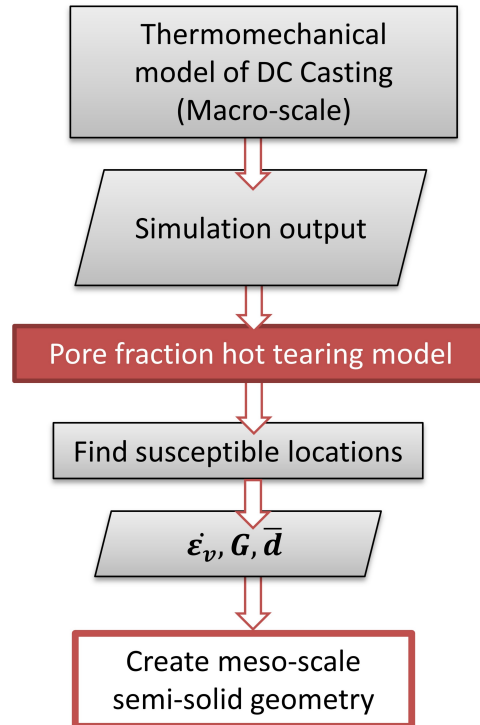 Thermomechanical
model of DC Casting
(Macro-scale)
Simulation output
Pore fraction hot tearing model
Find susceptible locations
ε̇ᵥ, G, d̅
Create meso-scale
semi-solid geometry